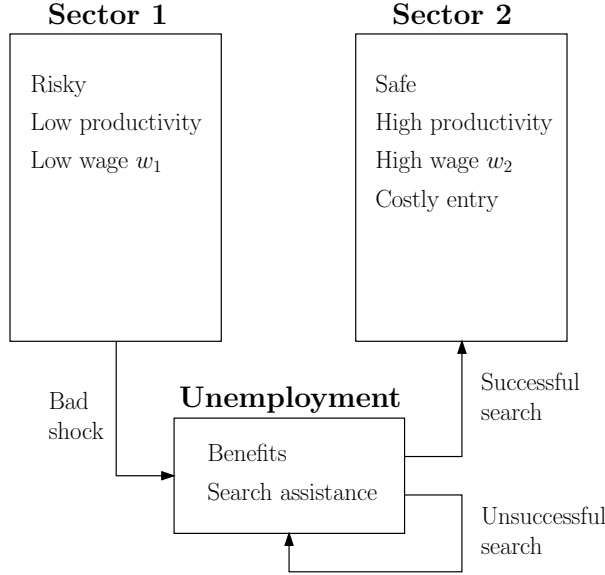 Sector 1
Risky
Low productivity
Low wage w₁
Sector 2
Safe
High productivity
High wage w₂
Costly entry
Bad
shock
Unemployment
Benefits
Search assistance
Successful
search
Unsuccessful
search